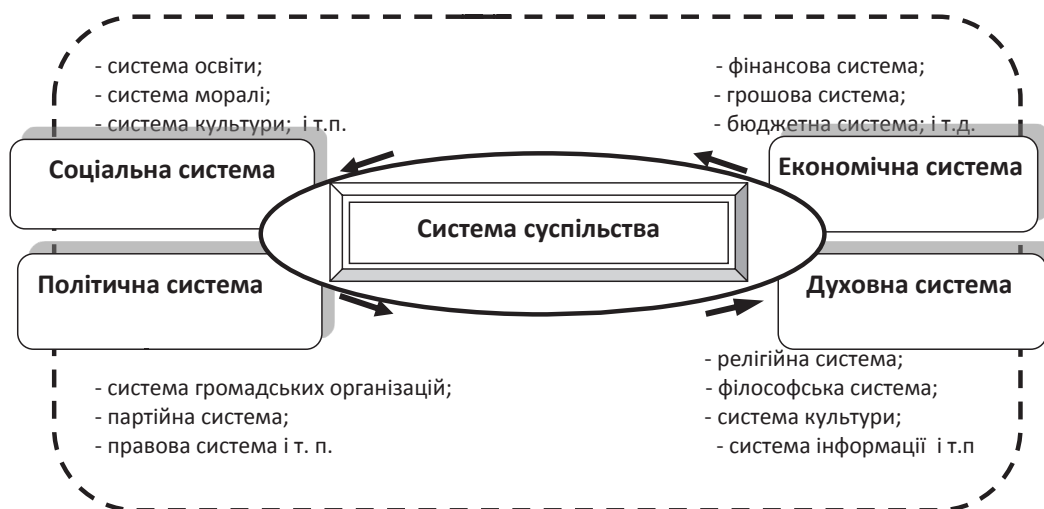 - система освіти;
- система моралі;
- система культури;  і т.п.
- фінансова система;
- грошова система;
- бюджетна система; і т.д.
Соціальна система
Економічна система
Система суспільства
Політична система
Духовна система
- система громадських організацій;
- партійна система;
- правова система і т. п.
- релігійна система;
- філософська система;
- система культури;
- система інформації  і т.п